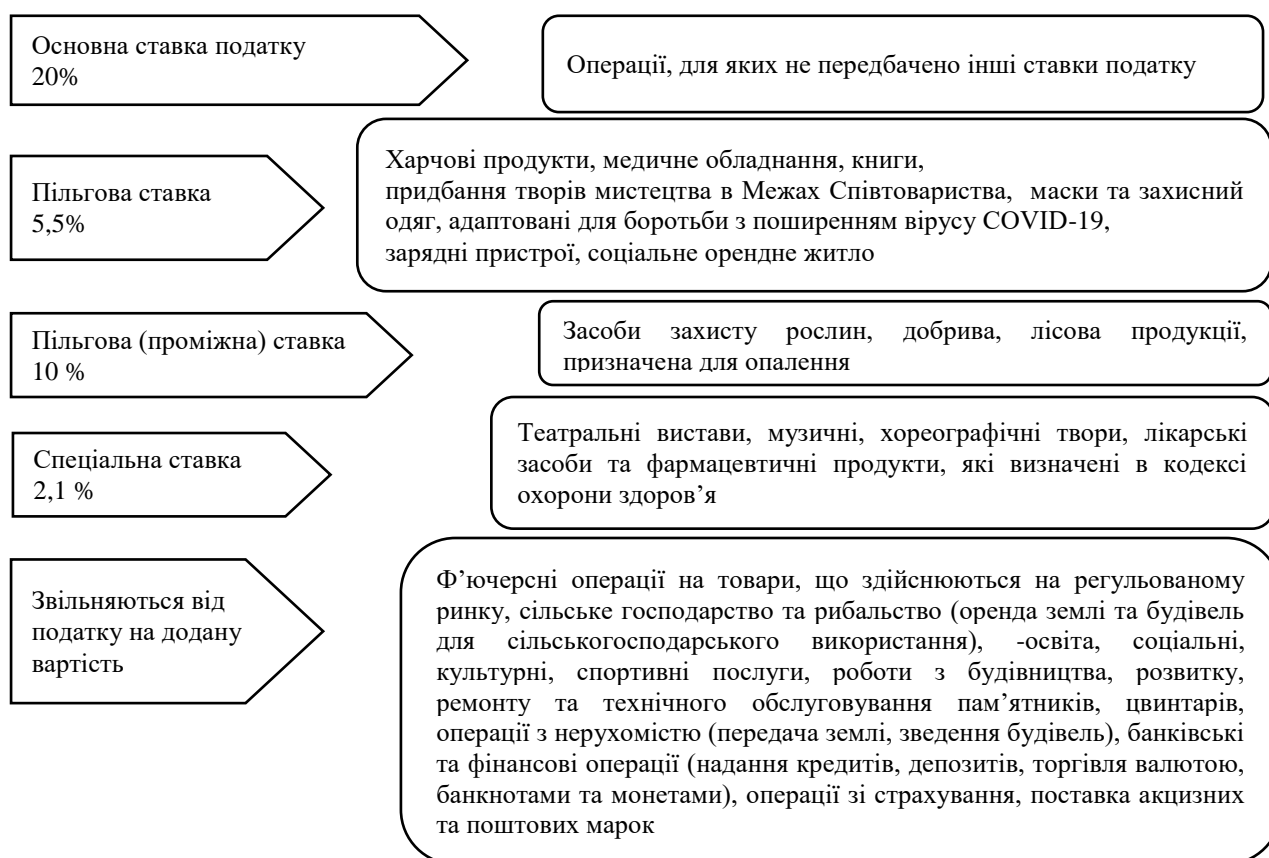 Основна ставка податку
20%
Операції, для яких не передбачено інші ставки податку
Пільгова ставка
5,5%
Харчові продукти, медичне обладнання, книги,
придбання творів мистецтва в Межах Співтовариства, маски та захисний
одяг, адаптовані для боротьби з поширенням вірусу COVID-19,
зарядні пристрої, соціальне орендне житло
Пільгова (проміжна) ставка
10 %
Засоби захисту рослин, добрива, лісова продукції,
призначена для опалення
Спеціальна ставка
2,1 %
Театральні вистави, музичні, хореографічні твори, лікарські
засоби та фармацевтичні продукти, які визначені в кодексі
охорони здоров’я
Звільняються від
податку на додану
вартість
Ф’ючерсні операції на товари, що здійснюються на регульованому
ринку, сільське господарство та рибальство (оренда землі та будівель
для сільськогосподарського використання), -освіта, соціальні,
культурні, спортивні послуги, роботи з будівництва, розвитку,
ремонту та технічного обслуговування пам’ятників, цвинтарів,
операції з нерухомістю (передача землі, зведення будівель), банківські
та фінансові операції (надання кредитів, депозитів, торгівля валютою,
банкнотами та монетами), операції зі страхування, поставка акцизних
та поштових марок